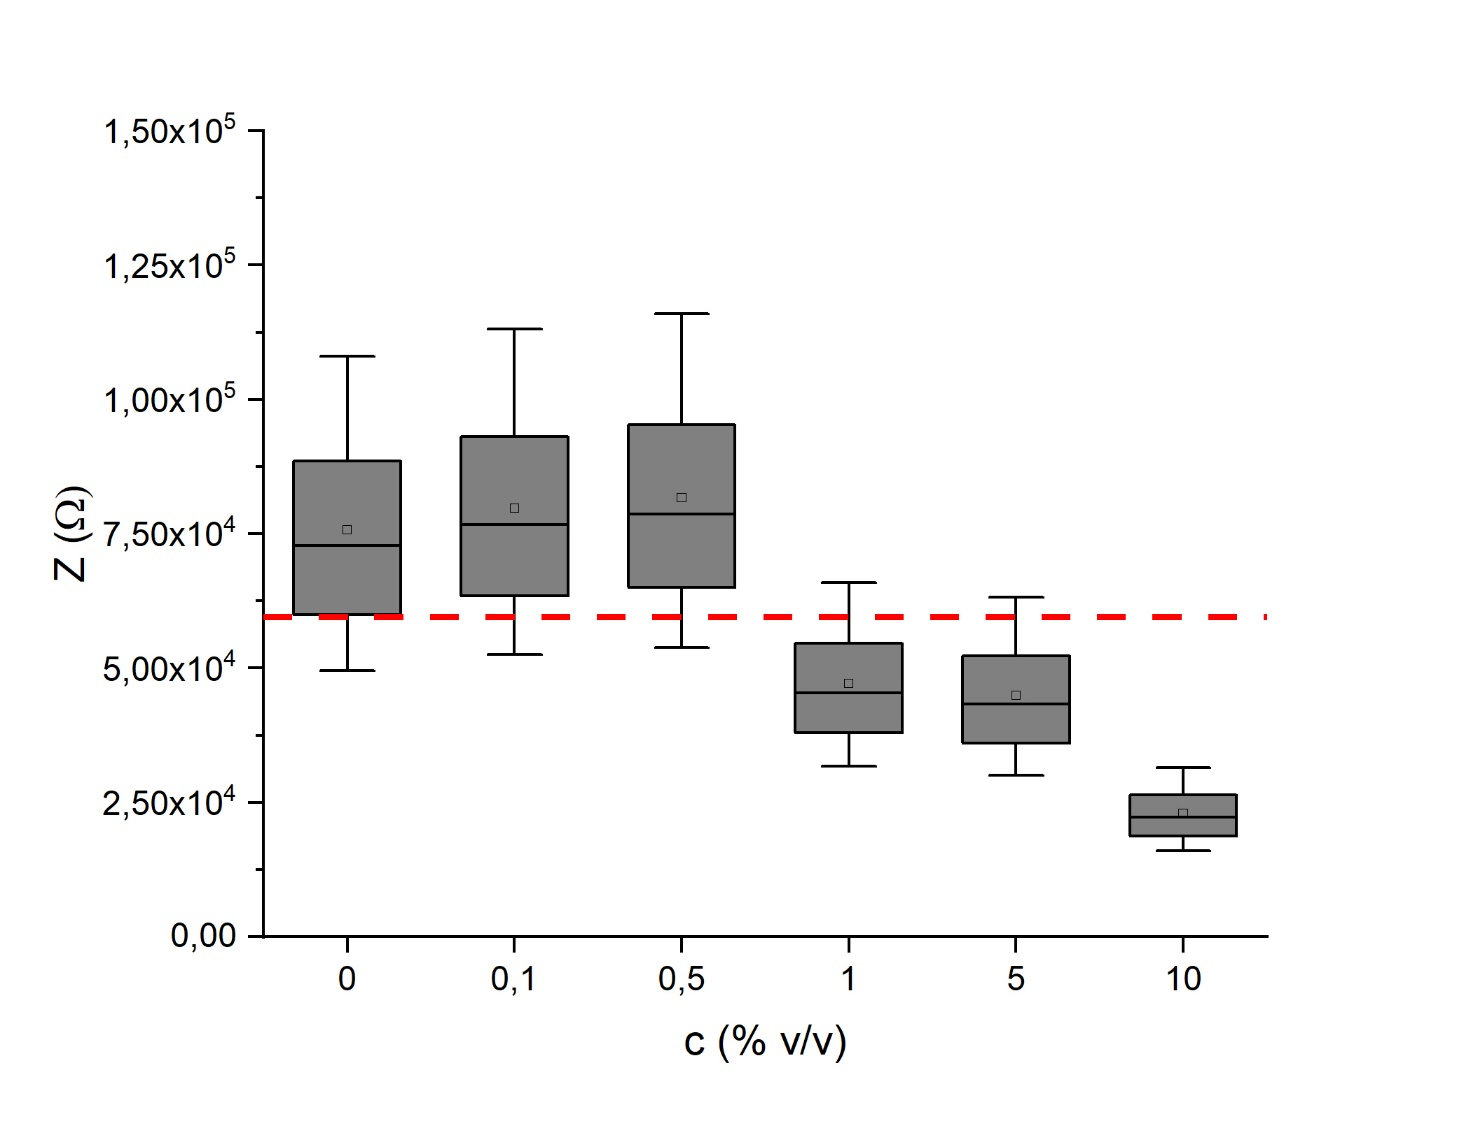 1,50x10⁵
1,25x10⁵
1,00x10⁵
7,50x10⁴
5,00x10⁴
2,50x10⁴
0,00
Z (Ω)
0 0,1 0,5 1 5 10
c (% v/v)